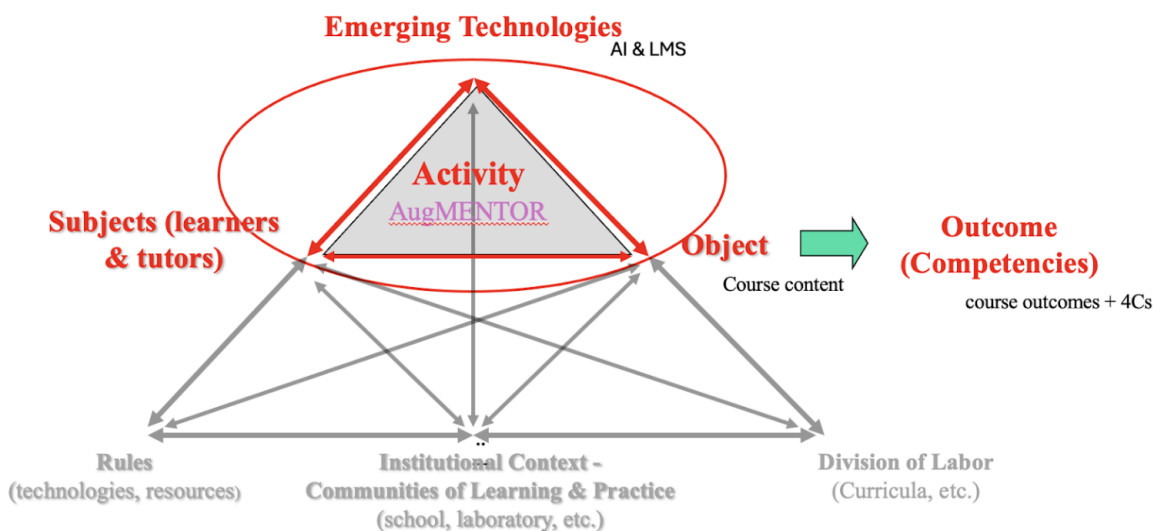 Emerging Technologies
AI & LMS
Activity
AugMENTOR
Subjects (learners
& tutors)
Object
Course content
Outcome
(Competencies)
course outcomes + 4Cs
Rules
(technologies, resources)
Institutional Context -
Communities of Learning & Practice
(school, laboratory, etc.)
Division of Labor
(Curricula, etc.)